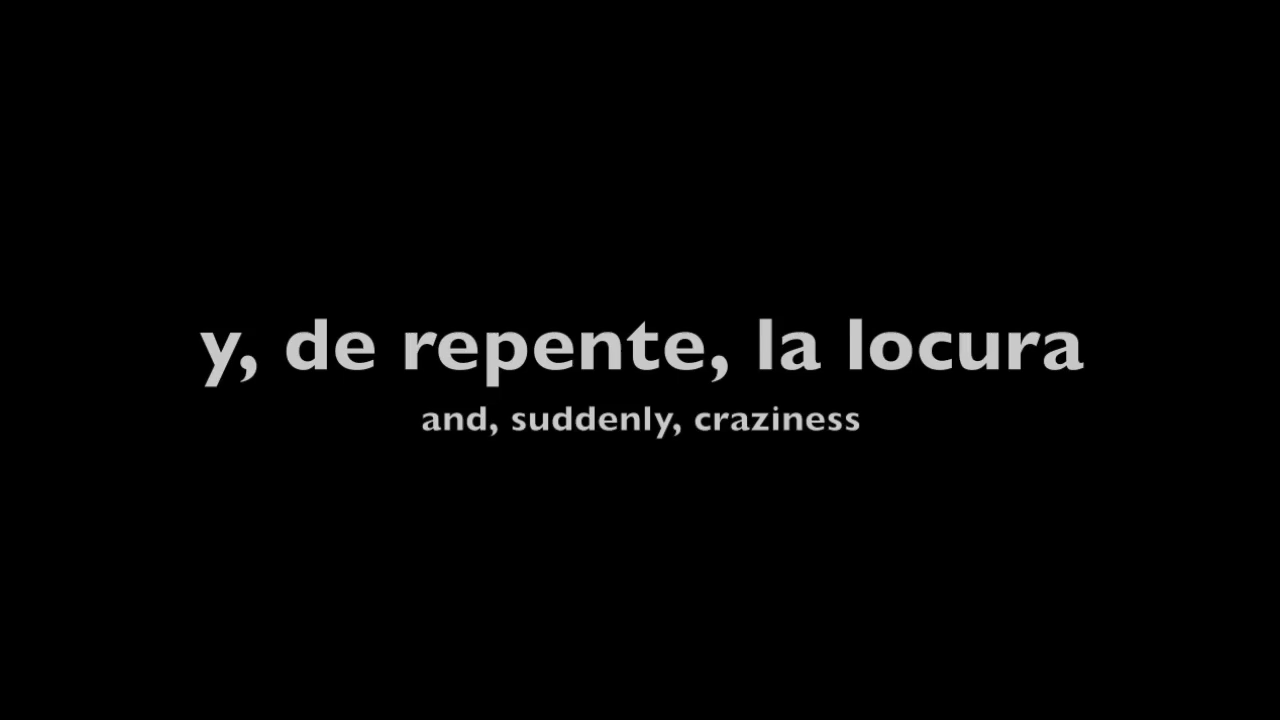 y, de repente, la locura
and, suddenly, craziness